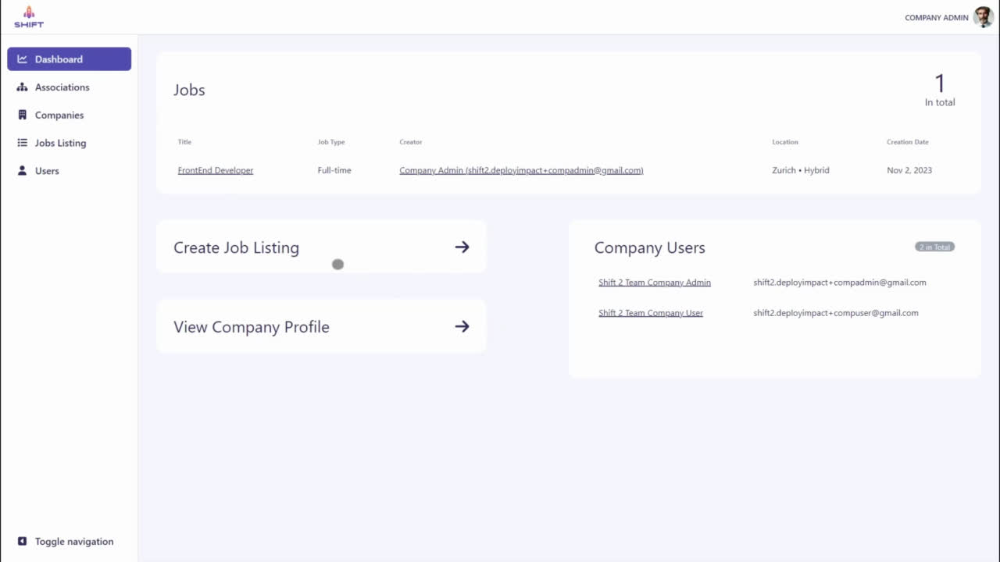 SHIFT
COMPANY ADMIN
Dashboard
Associations
Companies
Jobs Listing
Users
Toggle navigation
Jobs
1
In total
Title Job Type Creator Location Creation Date
FrontEnd Developer Full-time Company Admin (shift2.deployimpact+compadmin@gmail.com) Zurich • Hybrid Nov 2, 2023
Create Job Listing
View Company Profile
Company Users
2 in Total
Shift 2 Team Company Admin shift2.deployimpact+compadmin@gmail.com
Shift 2 Team Company User shift2.deployimpact+compuser@gmail.com